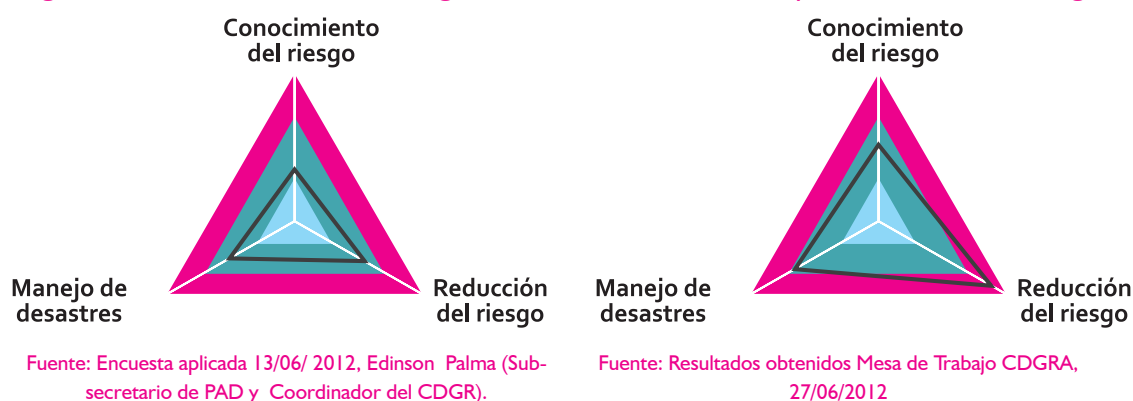 Conocimiento
del riesgo
Manejo de
desastres
Reducción
del riesgo
Fuente: Encuesta aplicada 13/06/ 2012, Edinson Palma (Sub-
secretario de PAD y Coordinador del CDGR).
Conocimiento
del riesgo
Manejo de
desastres
Reducción
del riesgo
Fuente: Resultados obtenidos Mesa de Trabajo CDGRA,
27/06/2012